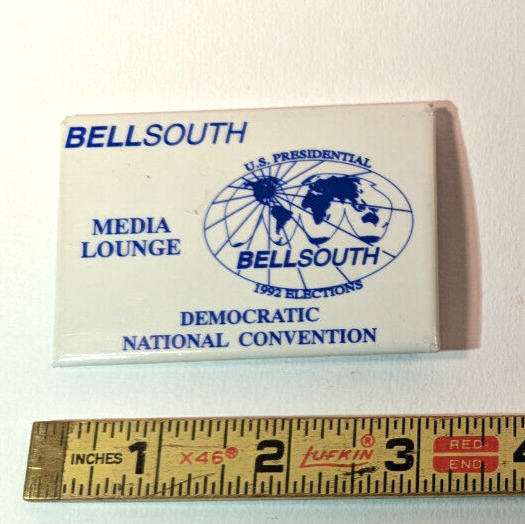 BELLSOUTH
U.S. PRESIDENTIAL
MEDIA
LOUNGE
BELLSOUTH
1992 ELECTIONS
DEMOCRATIC
NATIONAL CONVENTION
INCHES 1 X46® 2 LUFKIN® 3 RED END 4